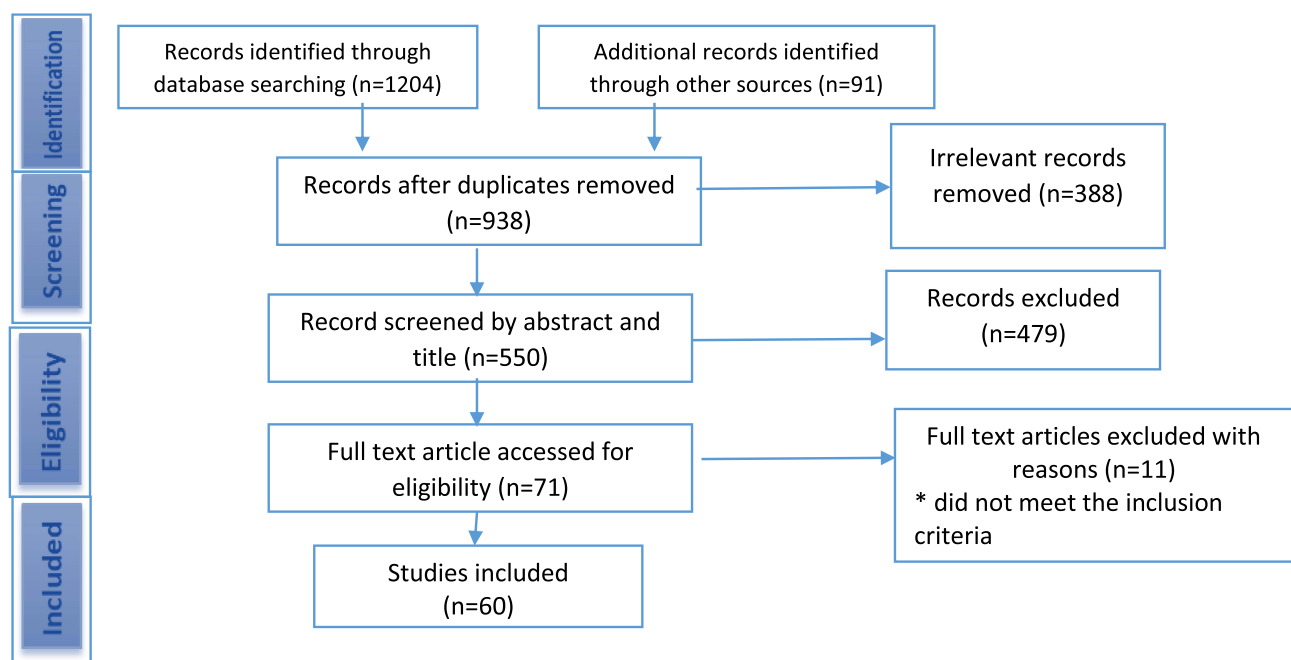 Identification
Records identified through
database searching (n=1204)
Additional records identified
through other sources (n=91)
Screening
Records after duplicates removed
(n=938)
Irrelevant records
removed (n=388)
Record screened by abstract and
title (n=550)
Records excluded
(n=479)
Eligibility
Full text article accessed for
eligibility (n=71)
Full text articles excluded with
reasons (n=11)
* did not meet the inclusion
criteria
Included
Studies included
(n=60)